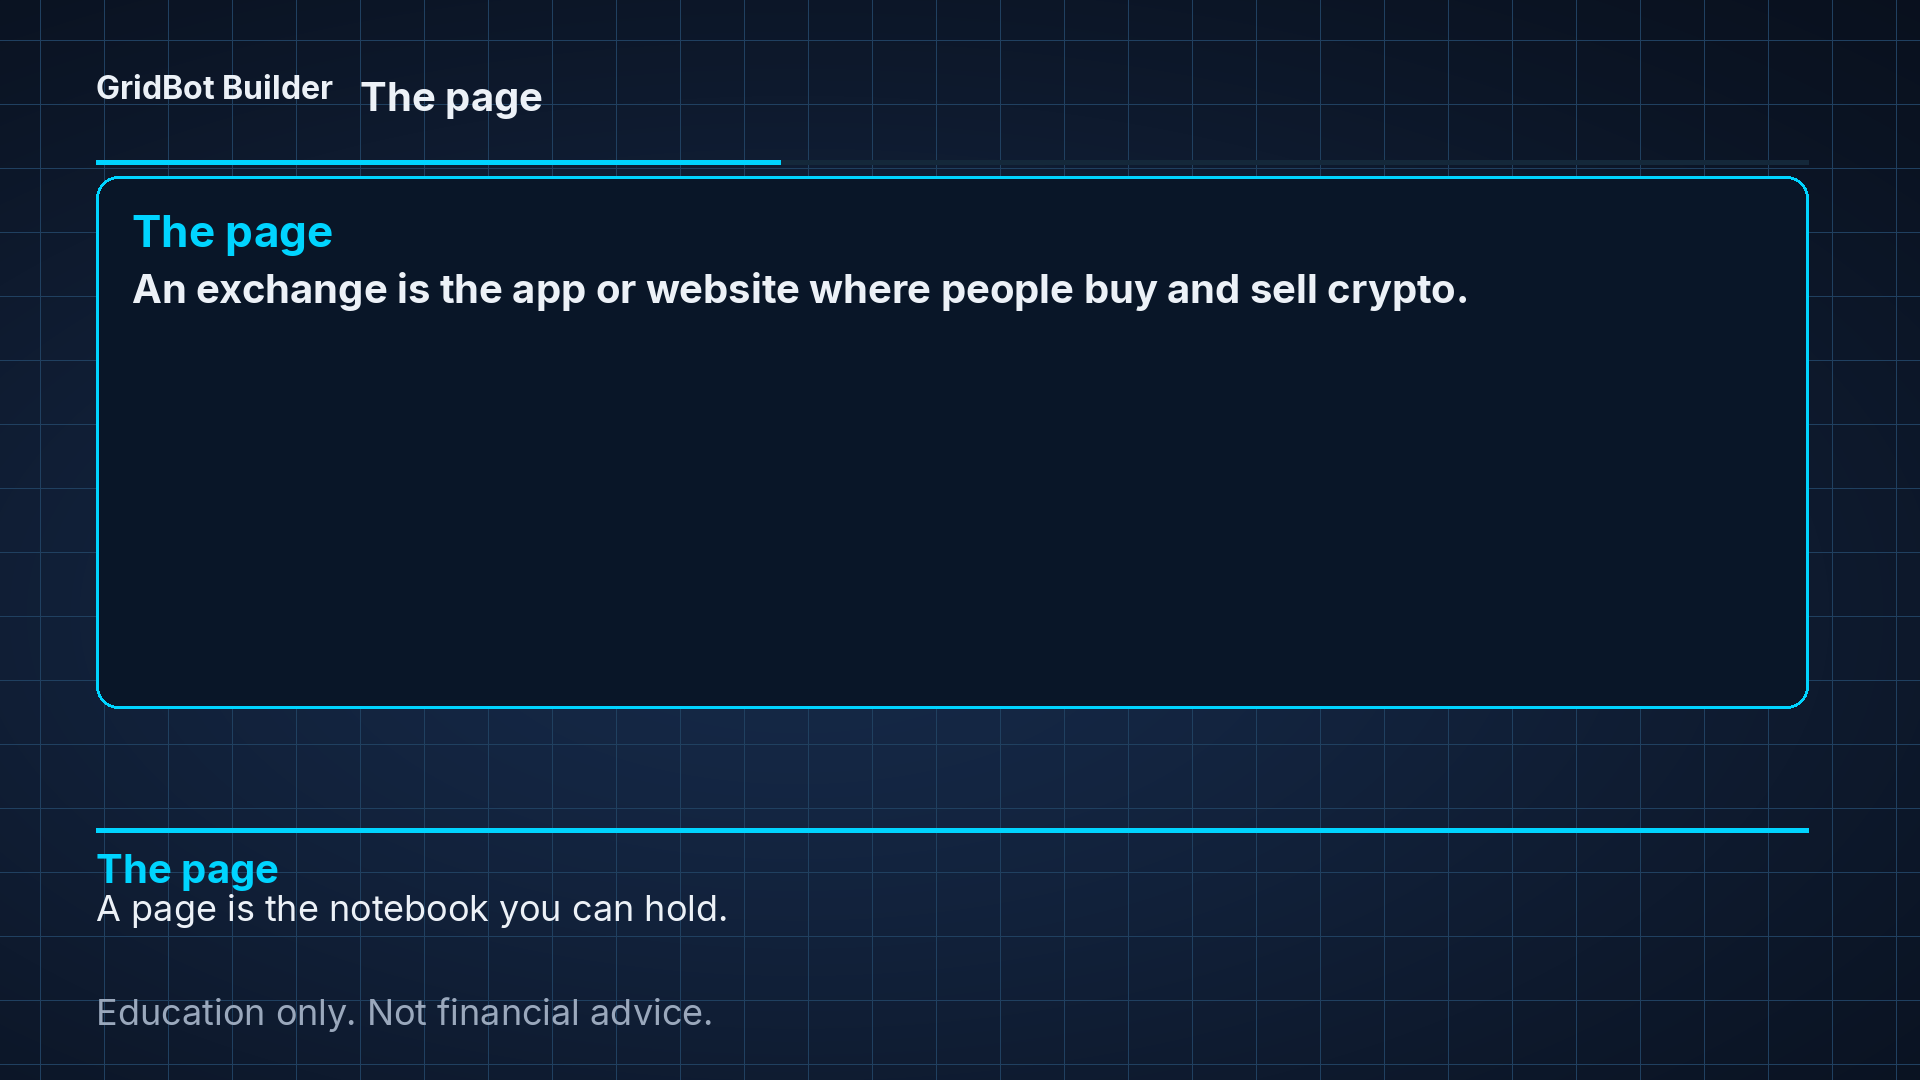 GridBot Builder
The page
The page
An exchange is the app or website where people buy and sell crypto.
The page
A page is the notebook you can hold.
Education only. Not financial advice.